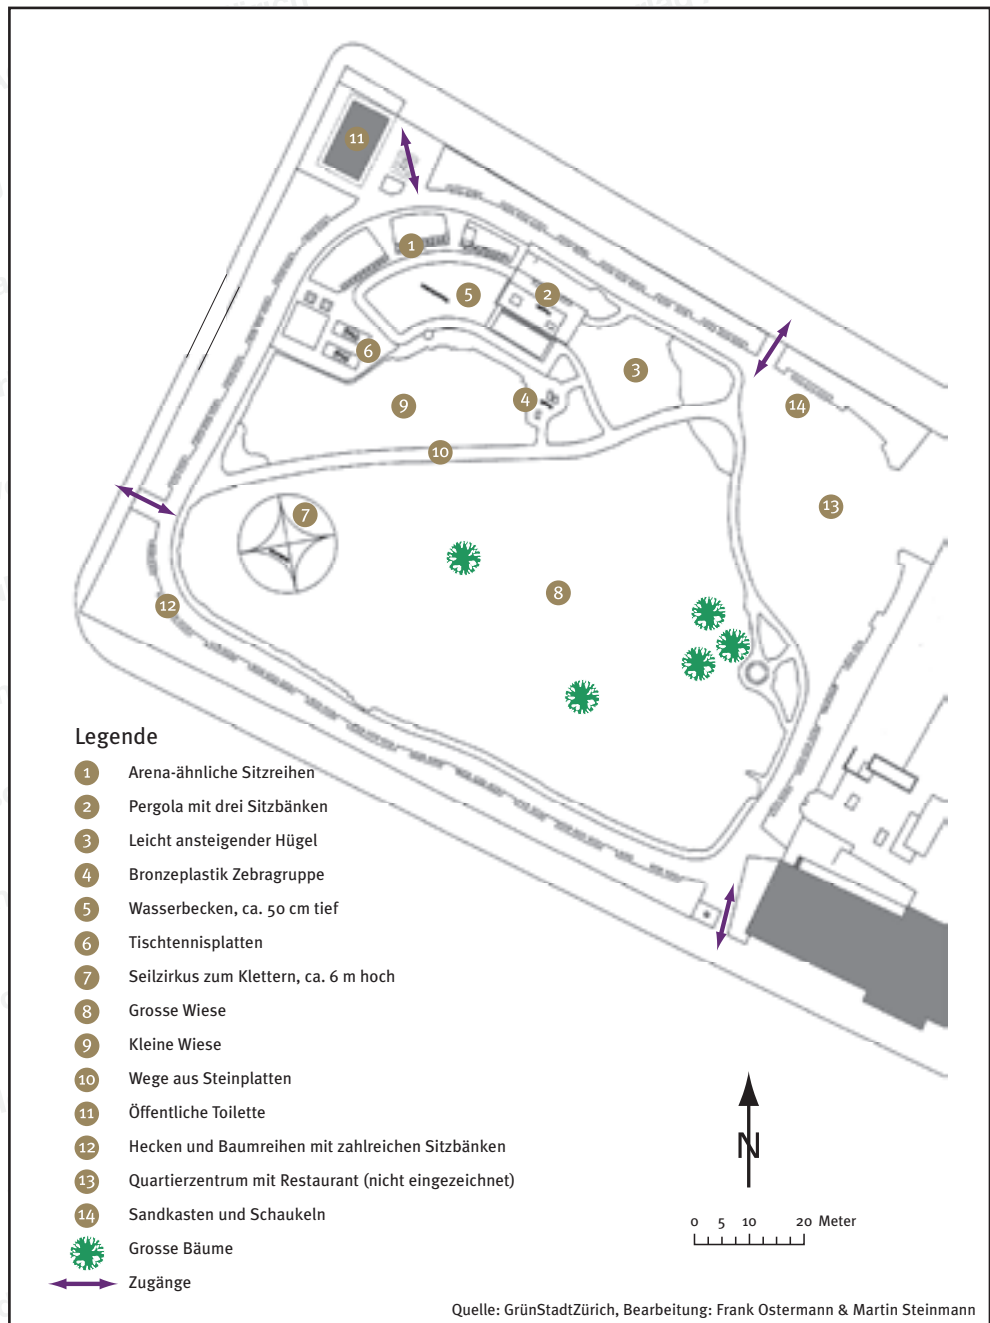 11
1
5
2
6
3
4
14
9
10
7
13
8
12
Legende
1 Arena-ähnliche Sitzreihen
2 Pergola mit drei Sitzbänken
3 Leicht ansteigender Hügel
4 Bronzeplastik Zebragruppe
5 Wasserbecken, ca. 50 cm tief
6 Tischtennisplatten
7 Seilzirkus zum Klettern, ca. 6 m hoch
8 Grosse Wiese
9 Kleine Wiese
10 Wege aus Steinplatten
11 Öffentliche Toilette
12 Hecken und Baumreihen mit zahlreichen Sitzbänken
13 Quartierzentrum mit Restaurant (nicht eingezeichnet)
14 Sandkasten und Schaukeln
Grosse Bäume
Zugänge
N
0 5 10 20 Meter
Quelle: GrünStadtZürich, Bearbeitung: Frank Ostermann & Martin Steinmann